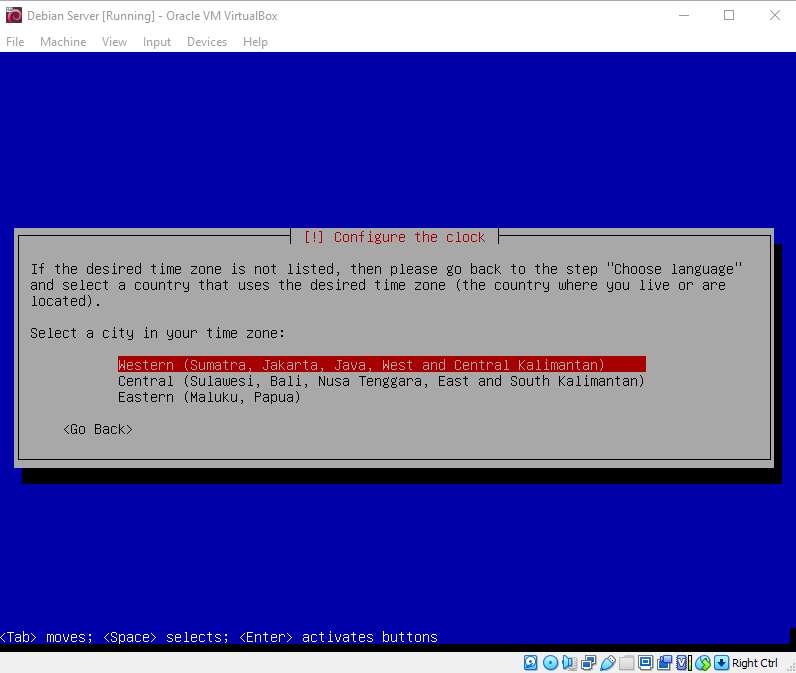 Debian Server [Running] - Oracle VM VirtualBox
File Machine View Input Devices Help
[!] Configure the clock
If the desired time zone is not listed, then please go back to the step "Choose language"
and select a country that uses the desired time zone (the country where you live or are
located).
Select a city in your time zone:
Western (Sumatra, Jakarta, Java, West and Central Kalimantan)
Central (Sulawesi, Bali, Nusa Tenggara, East and South Kalimantan)
Eastern (Maluku, Papua)
<Go Back>
<Tab> moves; <Space> selects; <Enter> activates buttons
Right Ctrl